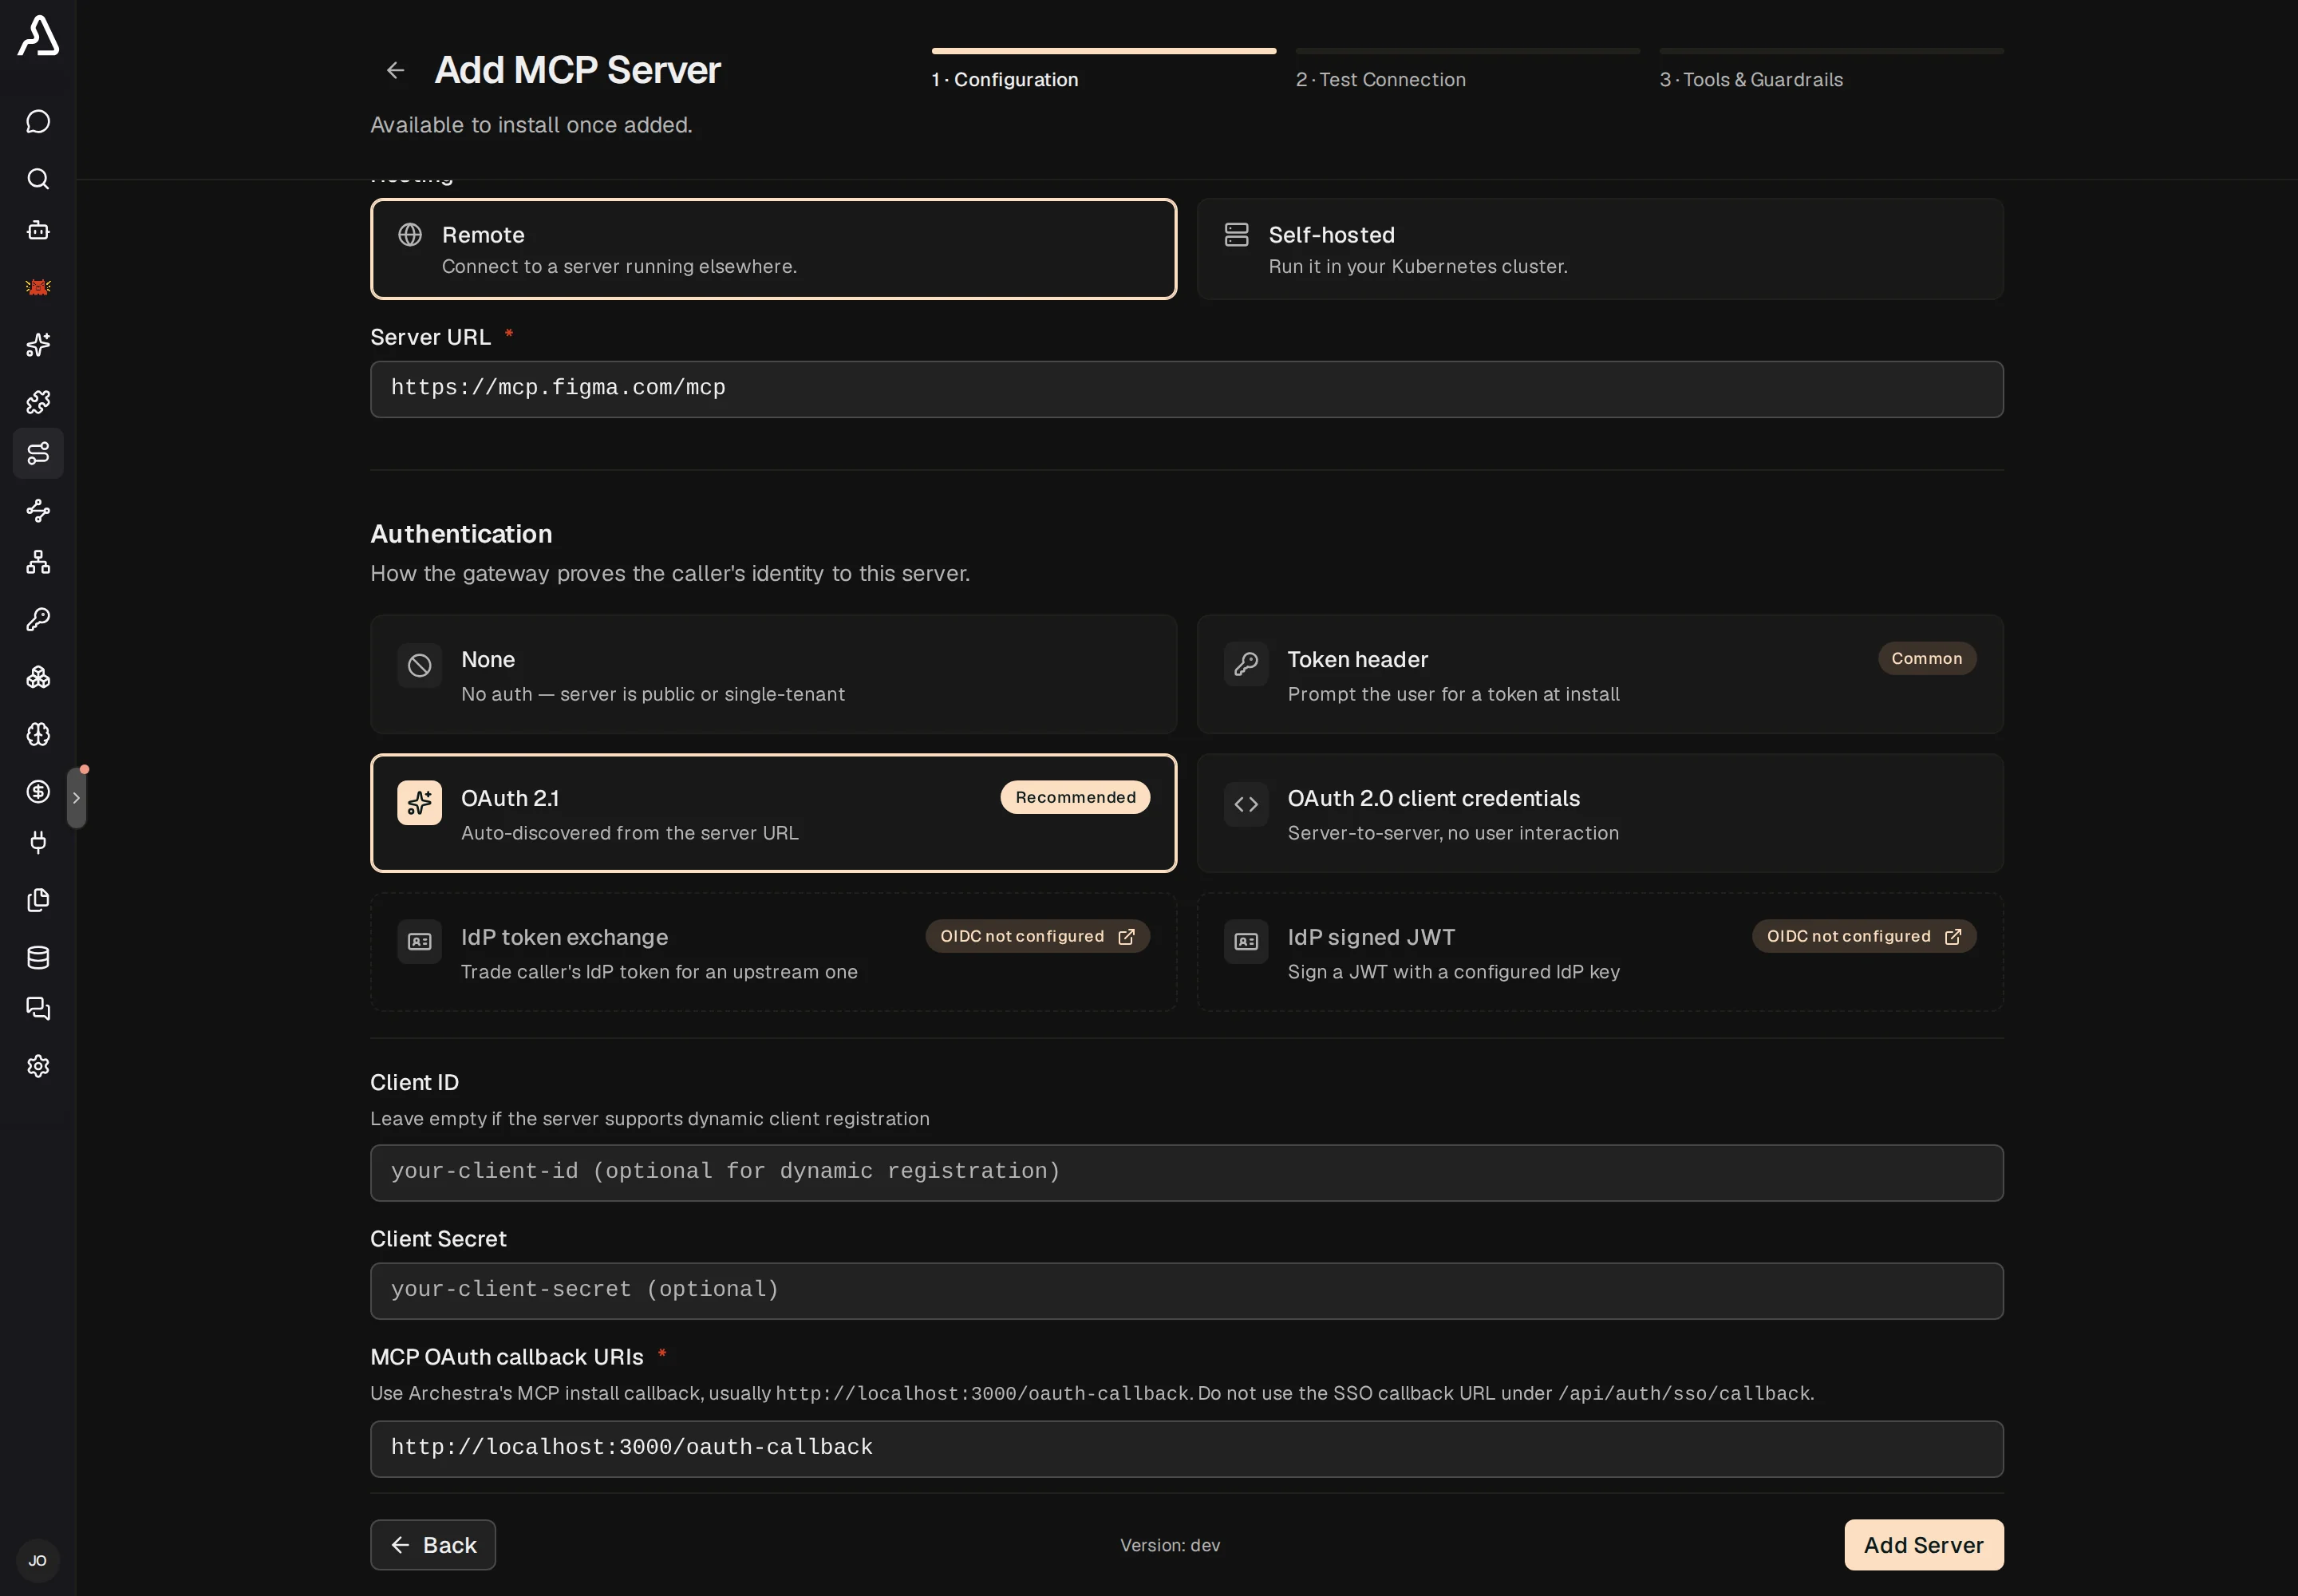 Add MCP Server
Available to install once added.
1 · Configuration
2 · Test Connection
3 · Tools & Guardrails
Remote
Connect to a server running elsewhere.
Self-hosted
Run it in your Kubernetes cluster.
Server URL *
https://mcp.figma.com/mcp
Authentication
How the gateway proves the caller's identity to this server.
None
No auth — server is public or single-tenant
Token header
Common
Prompt the user for a token at install
OAuth 2.1
Recommended
Auto-discovered from the server URL
OAuth 2.0 client credentials
Server-to-server, no user interaction
IdP token exchange
OIDC not configured
Trade caller's IdP token for an upstream one
IdP signed JWT
OIDC not configured
Sign a JWT with a configured IdP key
Client ID
Leave empty if the server supports dynamic client registration
your-client-id (optional for dynamic registration)
Client Secret
your-client-secret (optional)
MCP OAuth callback URIs *
Use Archestra's MCP install callback, usually http://localhost:3000/oauth-callback. Do not use the SSO callback URL under /api/auth/sso/callback.
http://localhost:3000/oauth-callback
Back
Version: dev
Add Server
JO